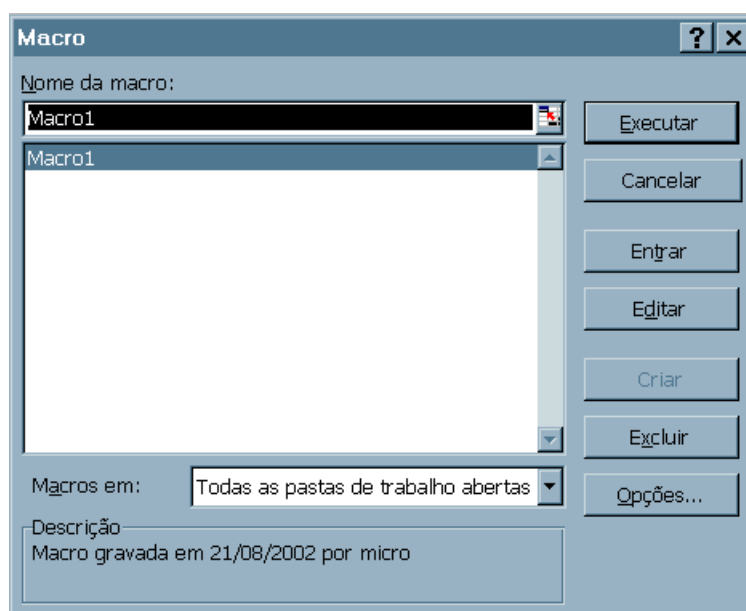 Macro
Nome da macro:
Macro1
Macro1
Executar
Cancelar
Entrar
Editar
Criar
Excluir
Opções...
Macros em: Todas as pastas de trabalho abertas
Descrição
Macro gravada em 21/08/2002 por micro